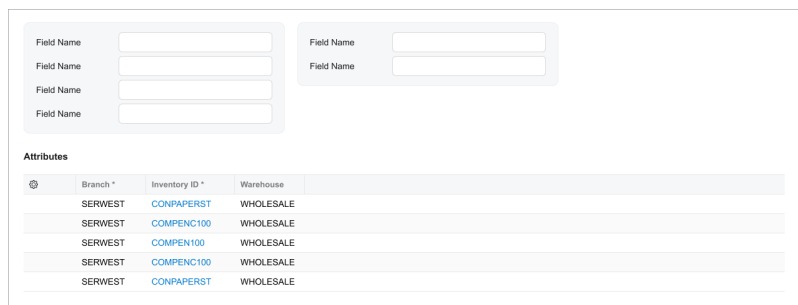 Field Name
Field Name
Field Name
Field Name
Field Name
Field Name
Attributes
Branch * Inventory ID * Warehouse
SERWEST CONPAPERST WHOLESALE
SERWEST COMPENC100 WHOLESALE
SERWEST COMPEN100 WHOLESALE
SERWEST COMPENC100 WHOLESALE
SERWEST CONPAPERST WHOLESALE